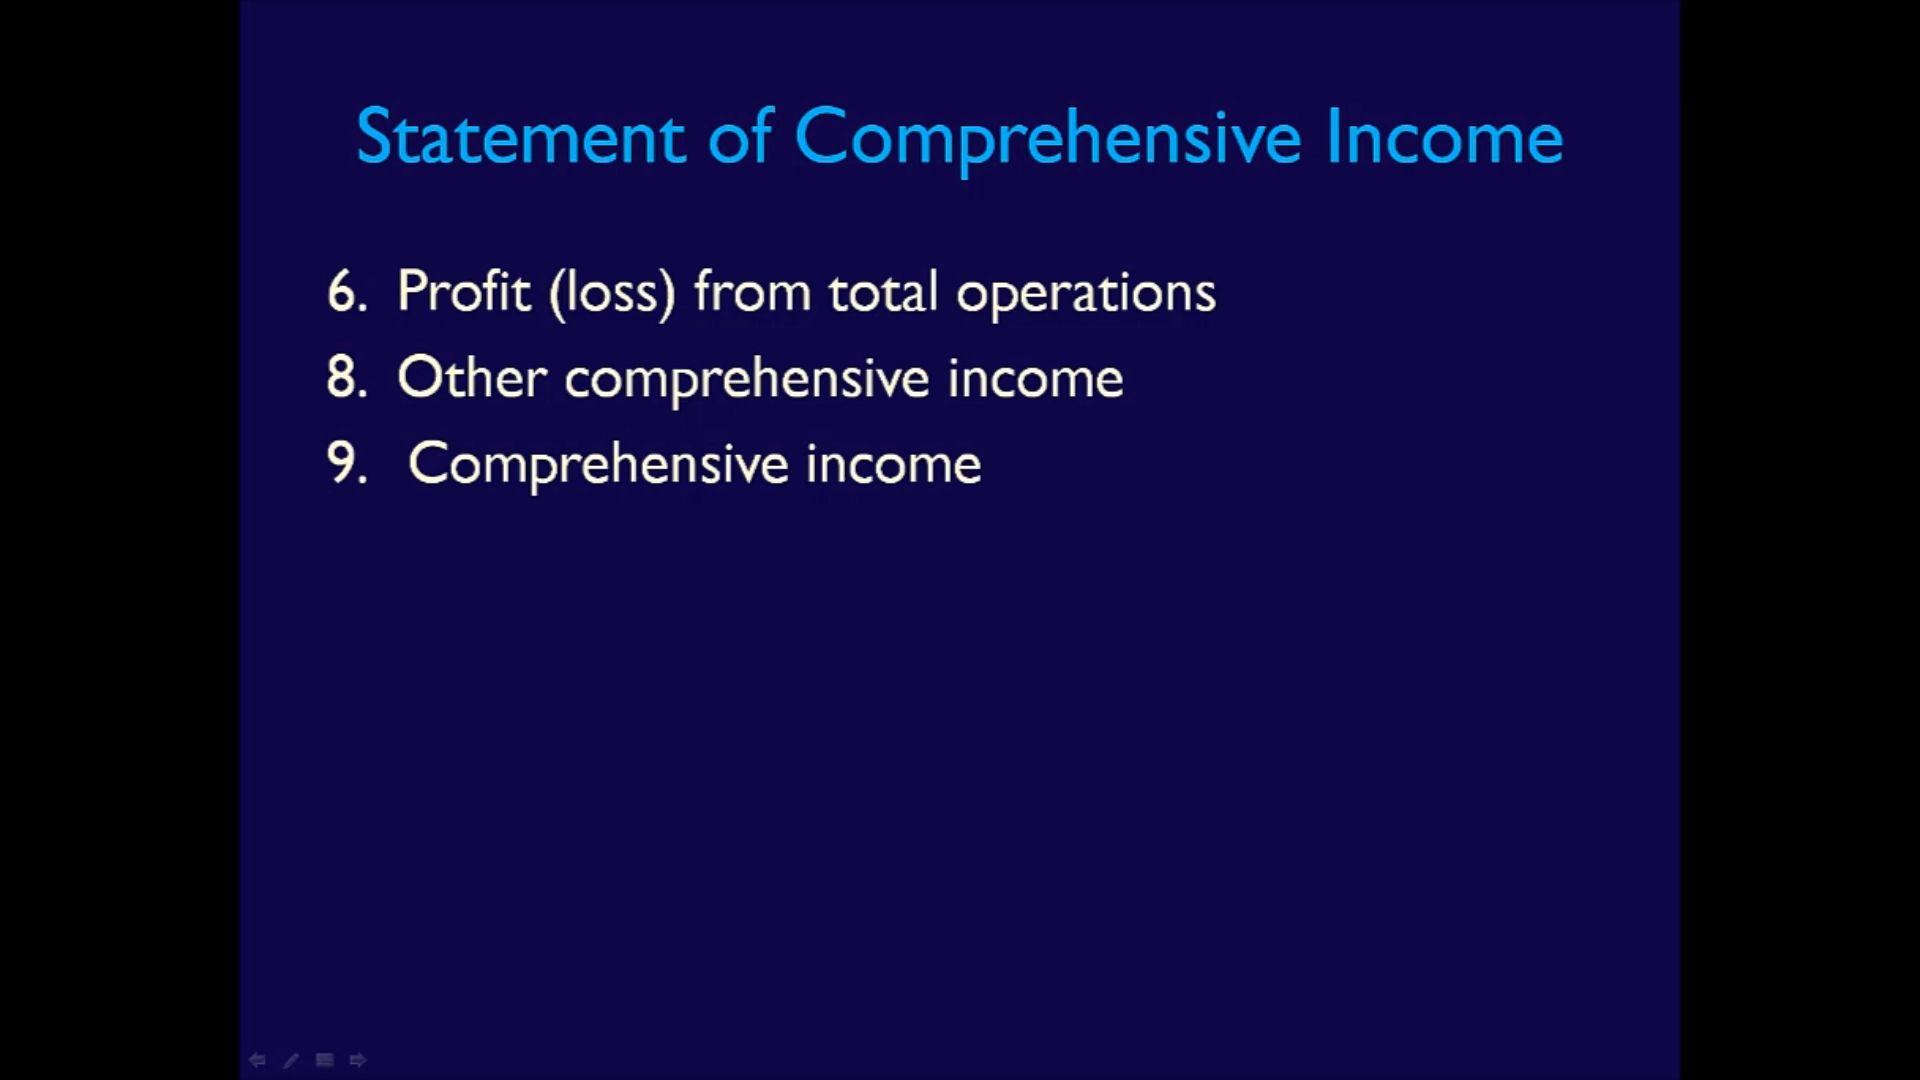 Statement of Comprehensive Income
6. Profit (loss) from total operations
8. Other comprehensive income
9. Comprehensive income